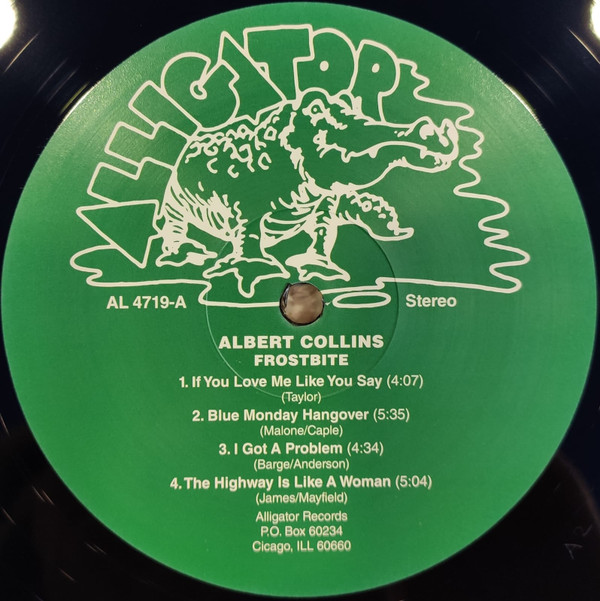 ALLIGATOR
AL 4719-A
Stereo
ALBERT COLLINS
FROSTBITE
1. If You Love Me Like You Say (4:07)
(Taylor)
2. Blue Monday Hangover (5:35)
(Malone/Caple)
3. I Got A Problem (4:34)
(Barge/Anderson)
4. The Highway Is Like A Woman (5:04)
(James/Mayfield)
Alligator Records
P.O. Box 60234
Cicago, ILL 60660